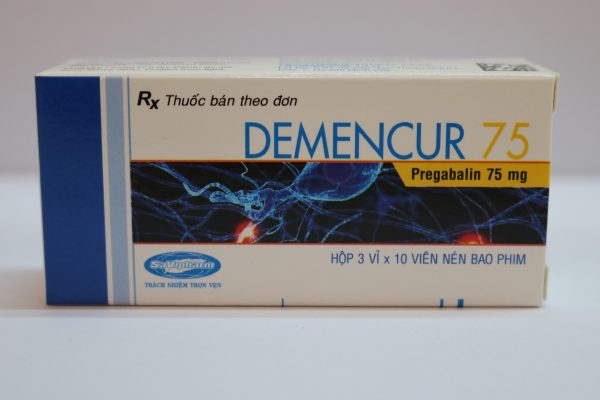 Rx Thuốc bán theo đơn
DEMENCUR 75
Pregabalin 75 mg
HỘP 3 VỈ x 10 VIÊN NÉN BAO PHIM
Savipharm
TRÁCH NHIỆM TRỌN VẸN